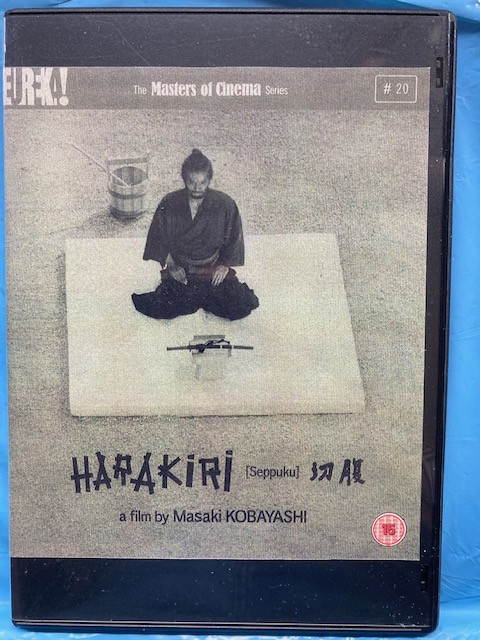 EUREKA!
The Masters of Cinema Series
# 20
HARAKiRi [Seppuku] 切腹
a film by Masaki KOBAYASHI
15